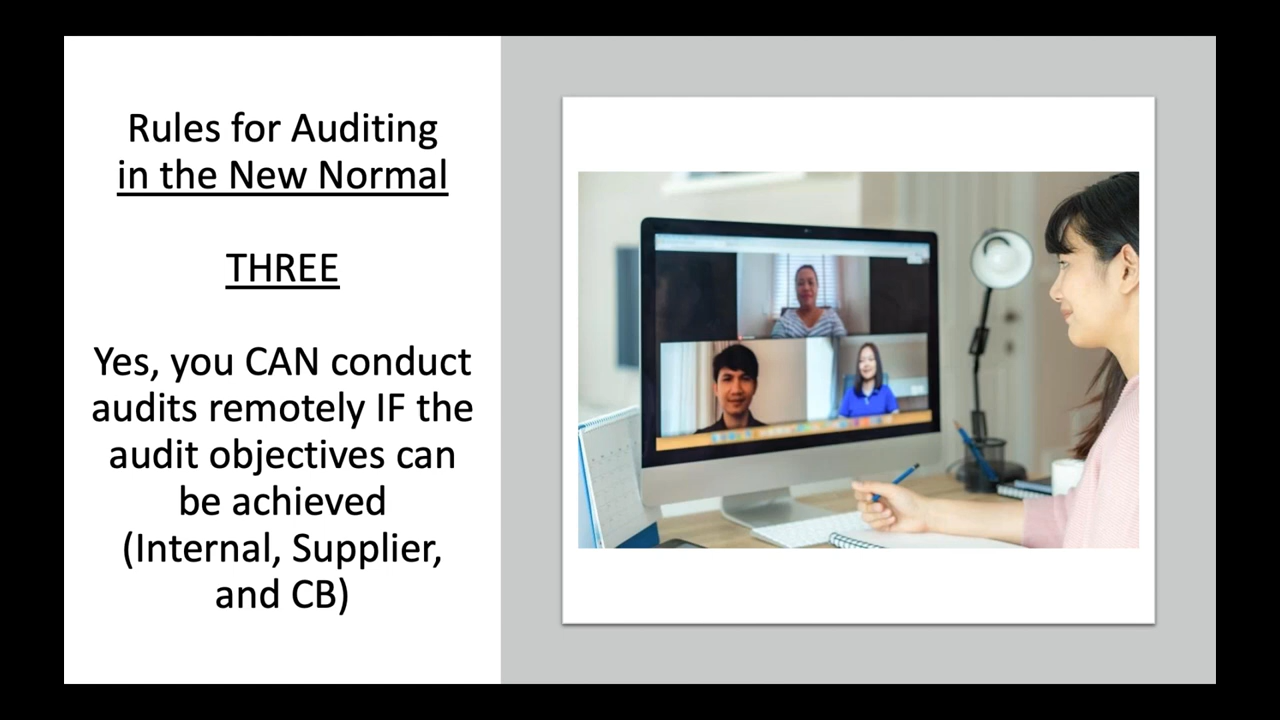 Rules for Auditing
in the New Normal
THREE
Yes, you CAN conduct
audits remotely IF the
audit objectives can
be achieved
(Internal, Supplier,
and CB)